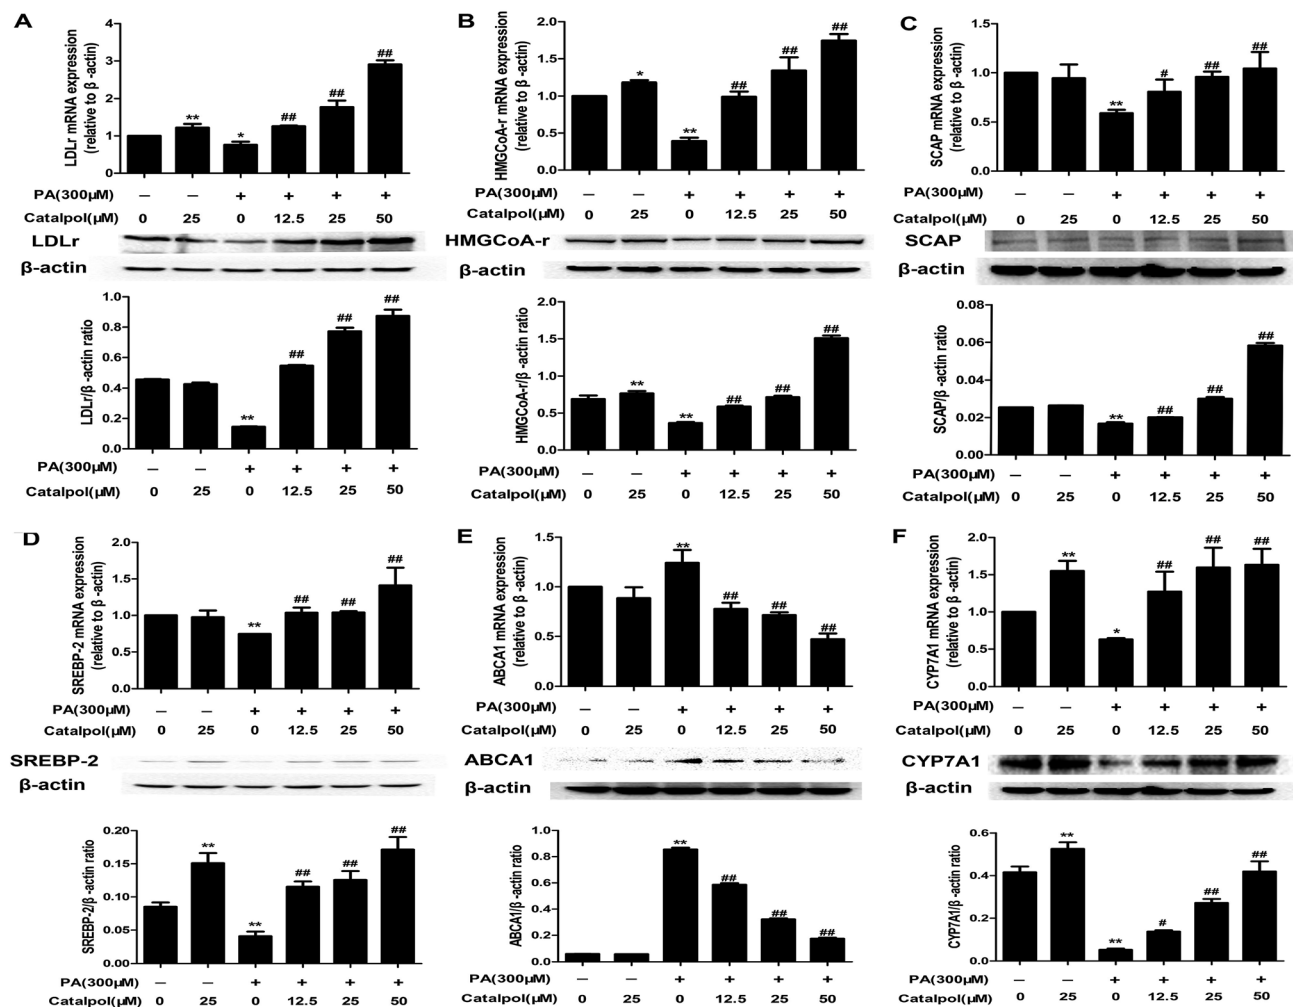 A
LDLr mRNA expression
(relative to β -actin)
4
3
2
1
0
** * ## ## ##
PA(300µM) – – + + + +
Catalpol(µM) 0 25 0 12.5 25 50
LDLr
β-actin
LDLr/β -actin ratio
1.0
0.8
0.6
0.4
0.2
0.0
** ## ## ##
PA(300µM) – – + + + +
Catalpol(µM) 0 25 0 12.5 25 50
B
HMGCoA-r mRNA expression
(relative to β -actin)
2.0
1.5
1.0
0.5
0.0
* ** ## ## ##
PA(300µM) – – + + + +
Catalpol(µM) 0 25 0 12.5 25 50
HMGCoA-r
β-actin
HMGCoA-r/β -actin ratio
2.0
1.5
1.0
0.5
0.0
** ** ## ## ##
PA(300µM) – – + + + +
Catalpol(µM) 0 25 0 12.5 25 50
C
SCAP mRNA expression
(relative to β -actin)
1.5
1.0
0.5
0.0
** # ## ##
PA(300µM) – – + + + +
Catalpol(µM) 0 25 0 12.5 25 50
SCAP
β-actin
SCAP/β -actin ratio
0.08
0.06
0.04
0.02
0.00
** ## ## ##
PA(300µM) – – + + + +
Catalpol(µM) 0 25 0 12.5 25 50
D
SREBP-2 mRNA expression
(relative to β -actin)
2.0
1.5
1.0
0.5
0.0
** ## ## ##
PA(300µM) – – + + + +
Catalpol(µM) 0 25 0 12.5 25 50
SREBP-2
β-actin
SREBP-2/β -actin ratio
0.20
0.15
0.10
0.05
0.00
** ** ## ## ##
PA(300µM) – – + + + +
Catalpol(µM) 0 25 0 12.5 25 50
E
ABCA1 mRNA expression
(relative to β -actin)
1.5
1.0
0.5
0.0
** ## ## ##
PA(300µM) – – + + + +
Catalpol(µM) 0 25 0 12.5 25 50
ABCA1
β-actin
ABCA1/β -actin ratio
1.0
0.8
0.6
0.4
0.2
0.0
** ## ## ##
PA(300µM) – – + + + +
Catalpol(µM) 0 25 0 12.5 25 50
F
CYP7A1 mRNA expression
(relative to β -actin)
2.0
1.5
1.0
0.5
0.0
** * ## ## ##
PA(300µM) – – + + + +
Catalpol(µM) 0 25 0 12.5 25 50
CYP7A1
β-actin
CYP7A1/β -actin ratio
0.6
0.4
0.2
0.0
** ** # ## ##
PA(300µM) – – + + + +
Catalpol(µM) 0 25 0 12.5 25 50